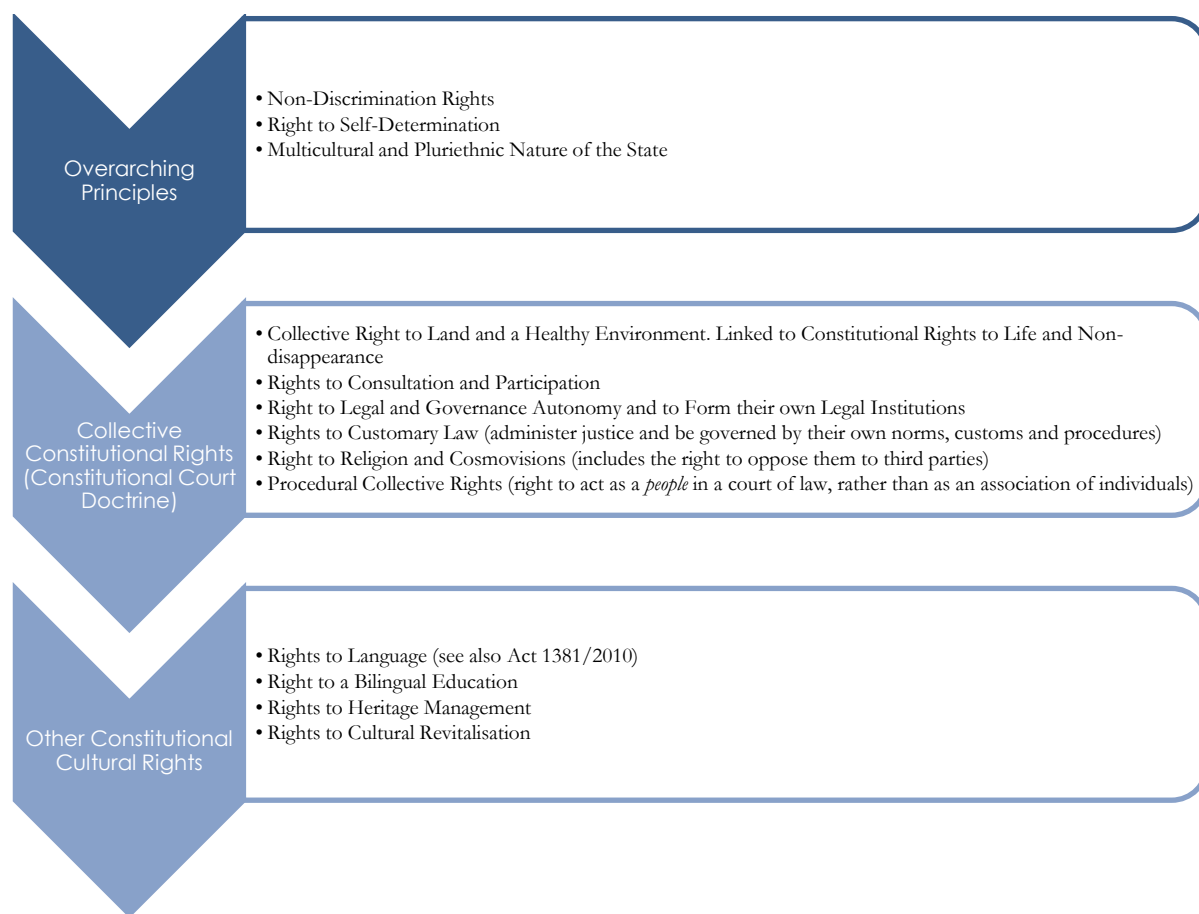 Overarching
Principles
• Non-Discrimination Rights
• Right to Self-Determination
• Multicultural and Pluriethnic Nature of the State
Collective
Constitutional Rights
(Constitutional Court
Doctrine)
• Collective Right to Land and a Healthy Environment. Linked to Constitutional Rights to Life and Non-
disappearance
• Rights to Consultation and Participation
• Right to Legal and Governance Autonomy and to Form their own Legal Institutions
• Rights to Customary Law (administer justice and be governed by their own norms, customs and procedures)
• Right to Religion and Cosmovisions (includes the right to oppose them to third parties)
• Procedural Collective Rights (right to act as a people in a court of law, rather than as an association of individuals)
Other Constitutional
Cultural Rights
• Rights to Language (see also Act 1381/2010)
• Right to a Bilingual Education
• Rights to Heritage Management
• Rights to Cultural Revitalisation